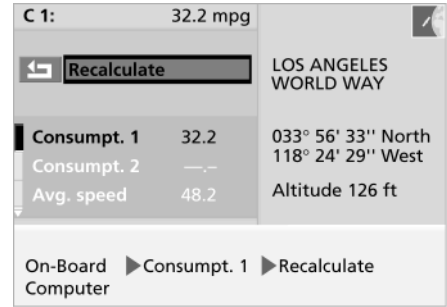 C 1: 32.2 mpg
Recalculate
Consumpt. 1 32.2
Consumpt. 2 —.–
Avg. speed 48.2
LOS ANGELES
WORLD WAY
033° 56' 33'' North
118° 24' 29'' West
Altitude 126 ft
On-Board ▶Consumpt. 1 ▶Recalculate
Computer